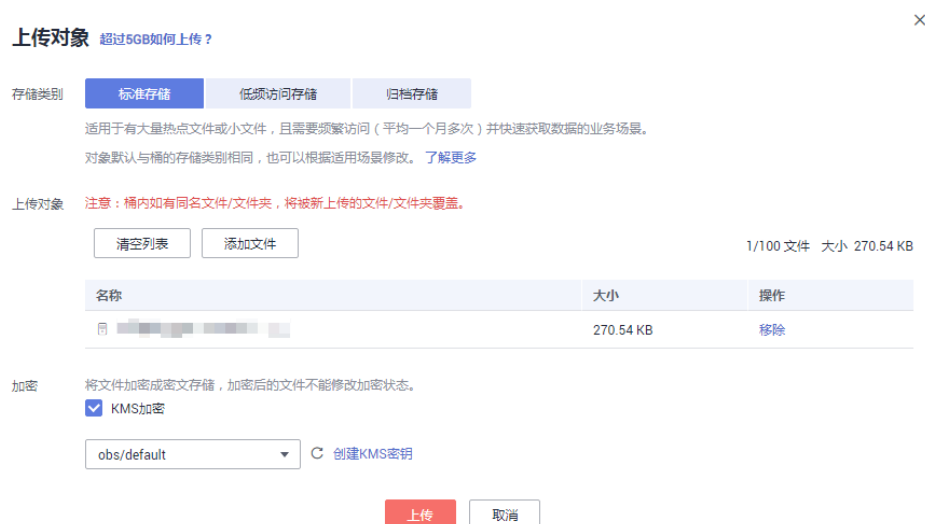 上传对象 超过5GB如何上传？
存储类别 标准存储 低频访问存储 归档存储
适用于有大量热点文件或小文件，且需要频繁访问（平均一个月多次）并快速获取数据的业务场景。
对象默认与桶的存储类别相同，也可以根据适用场景修改。 了解更多
上传对象 注意：桶内如有同名文件/文件夹，将被新上传的文件/文件夹覆盖。
清空列表 添加文件 1/100 文件 大小 270.54 KB
名称 大小 操作
270.54 KB 移除
加密 将文件加密成密文存储，加密后的文件不能修改加密状态。
KMS加密
obs/default 创建KMS密钥
上传 取消